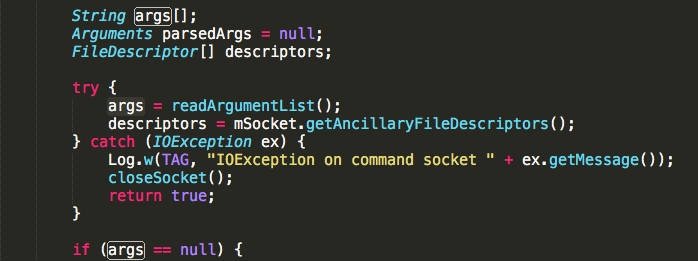 String args[];
Arguments parsedArgs = null;
FileDescriptor[] descriptors;
try {
args = readArgumentList();
descriptors = mSocket.getAncillaryFileDescriptors();
} catch (IOException ex) {
Log.w(TAG, "IOException on command socket " + ex.getMessage());
closeSocket();
return true;
}
if (args == null) {